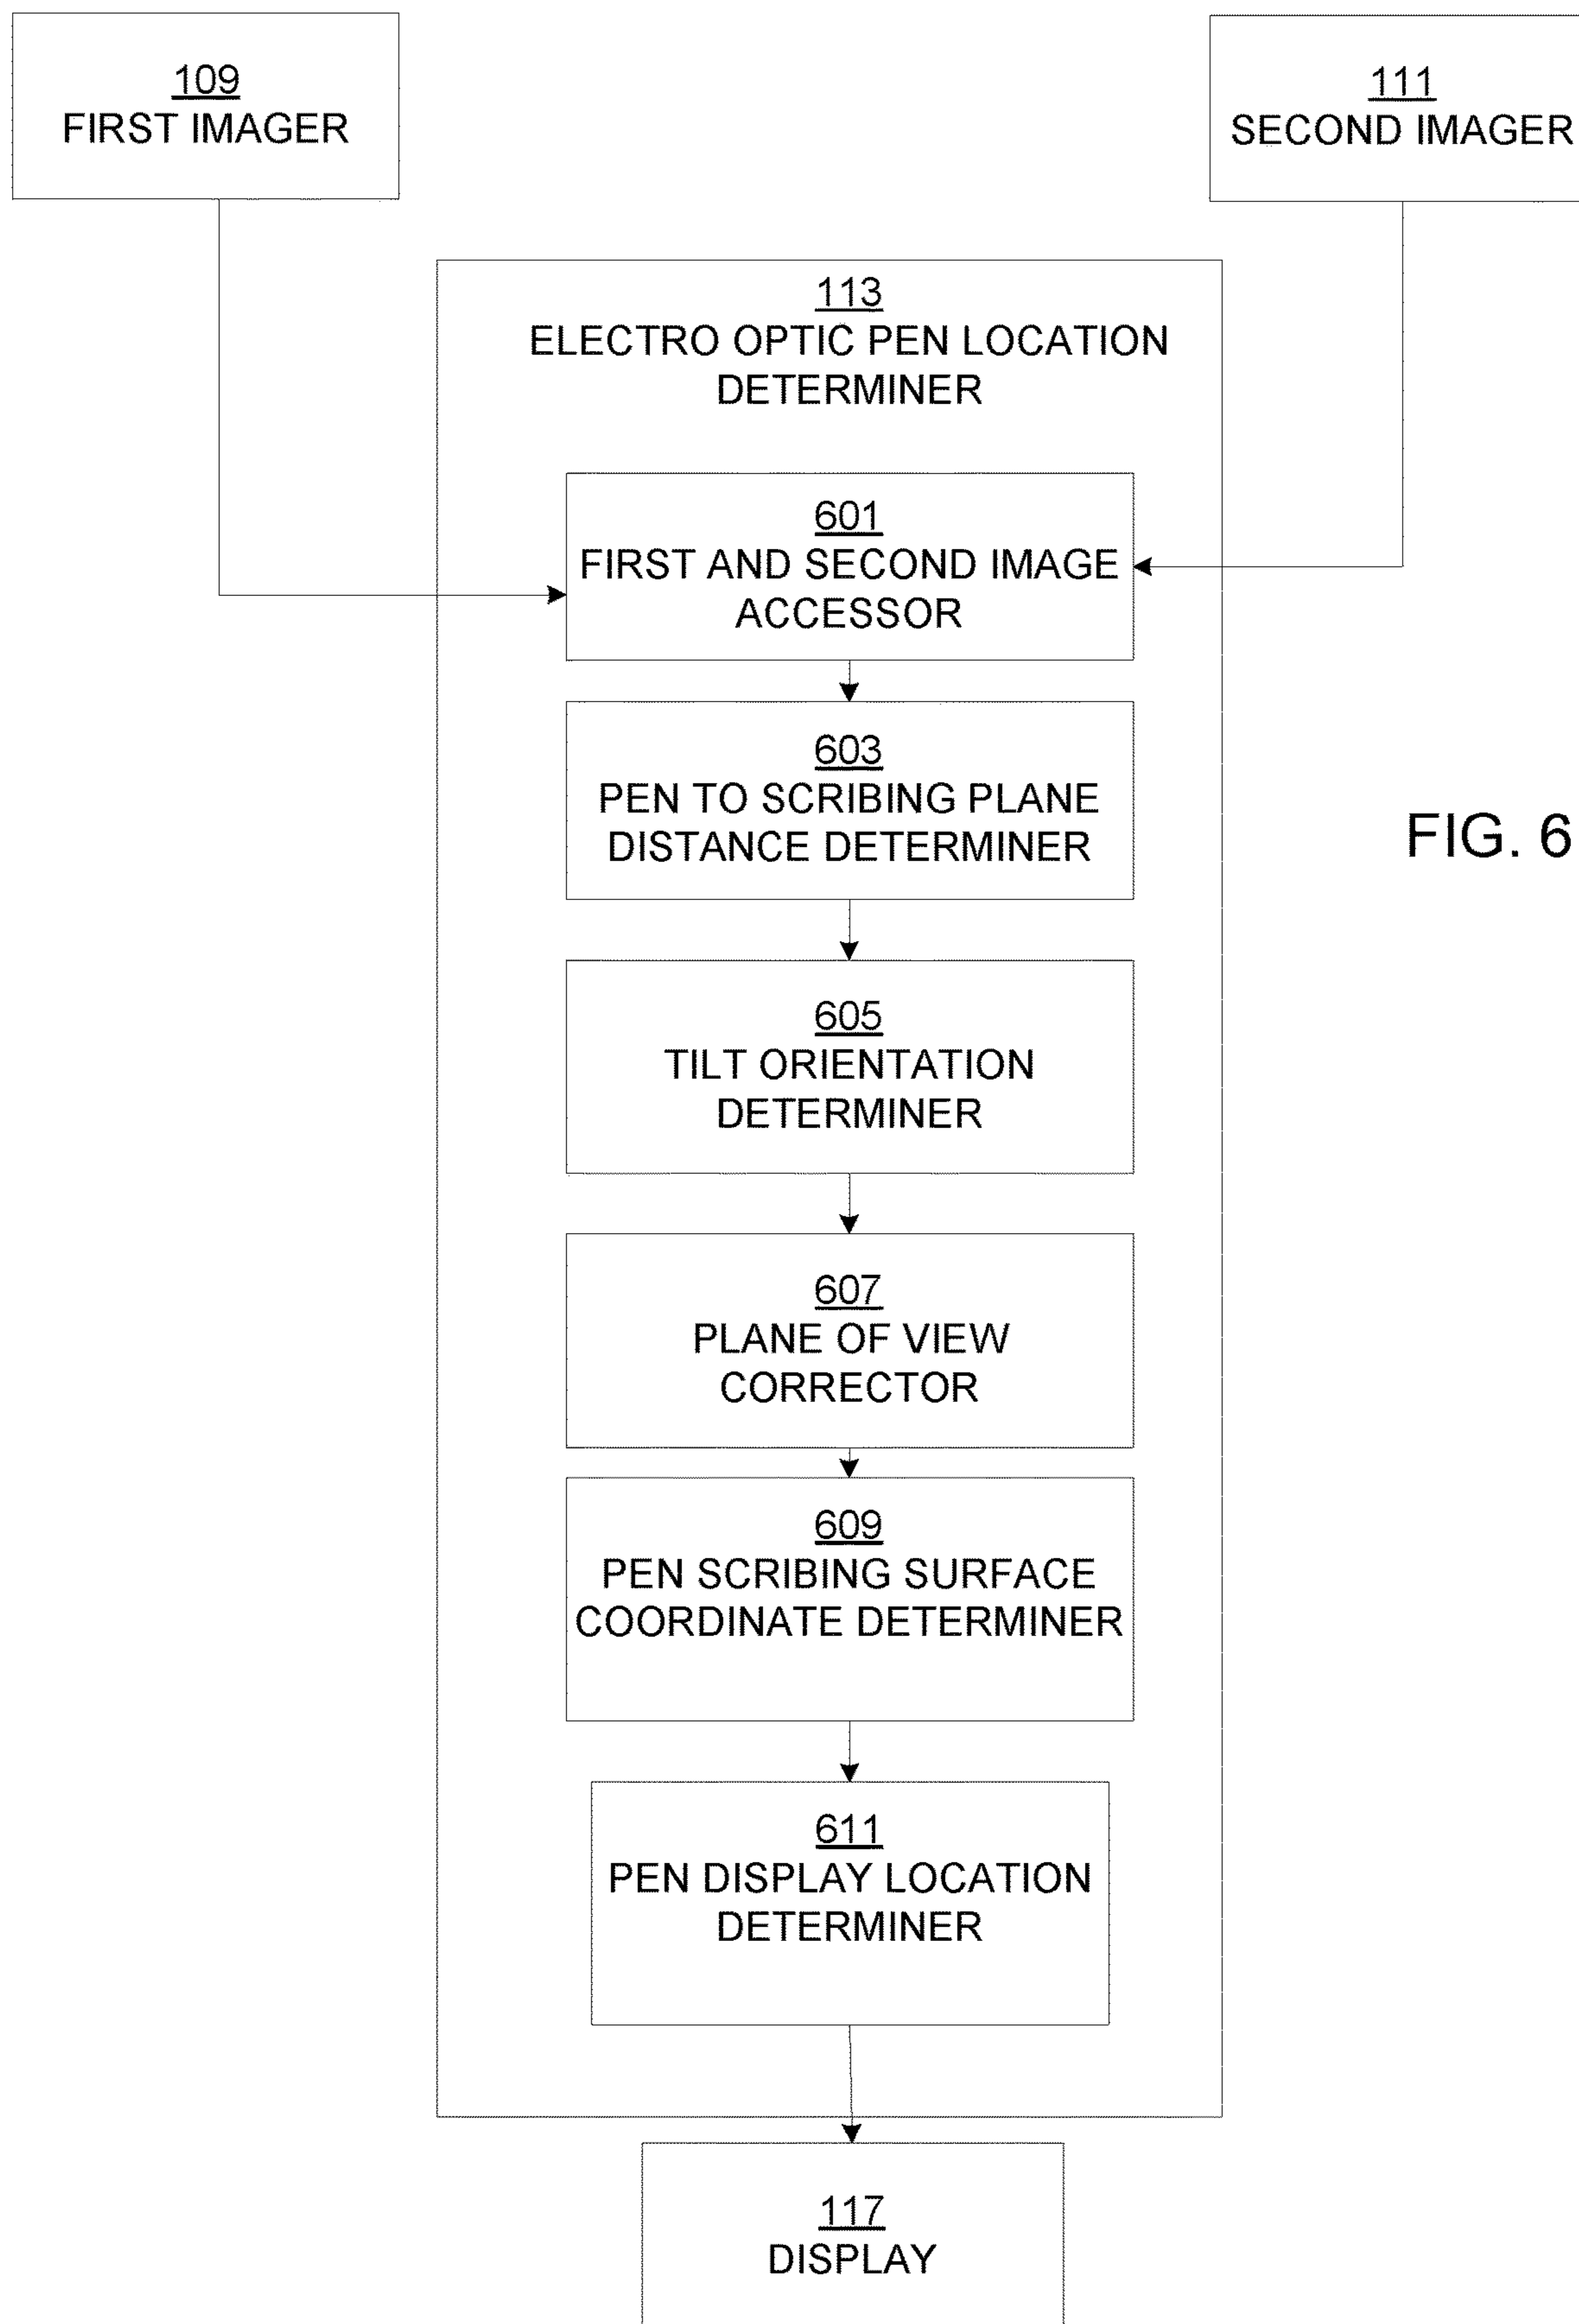 109
FIRST IMAGER
111
SECOND IMAGER
113
ELECTRO OPTIC PEN LOCATION
DETERMINER
601
FIRST AND SECOND IMAGE
ACCESSOR
603
PEN TO SCRIBING PLANE
DISTANCE DETERMINER
FIG. 6
605
TILT ORIENTATION
DETERMINER
607
PLANE OF VIEW
CORRECTOR
609
PEN SCRIBING SURFACE
COORDINATE DETERMINER
611
PEN DISPLAY LOCATION
DETERMINER
117
DISPLAY